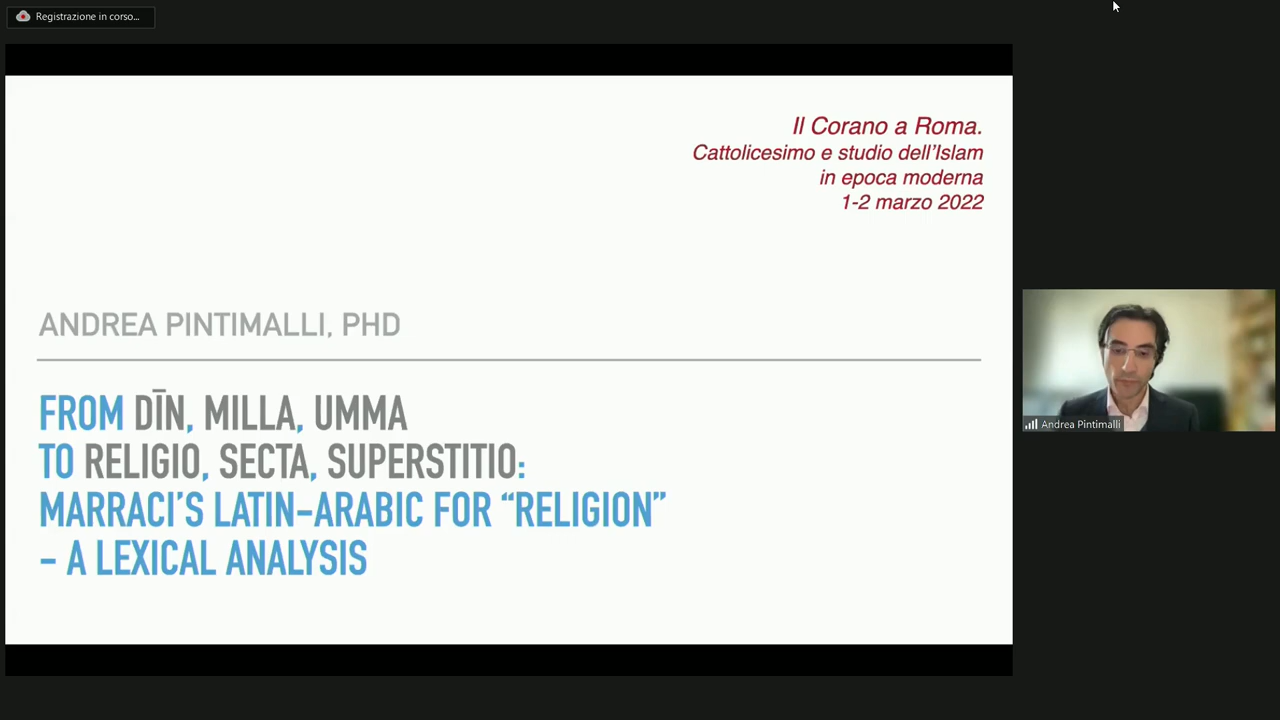 Registrazione in corso...
Il Corano a Roma.
Cattolicesimo e studio dell'Islam
in epoca moderna
1-2 marzo 2022
ANDREA PINTIMALLI, PHD
FROM DĪN, MILLA, UMMA
TO RELIGIO, SECTA, SUPERSTITIO:
MARRACI'S LATIN-ARABIC FOR “RELIGION”
- A LEXICAL ANALYSIS
Andrea Pintimalli